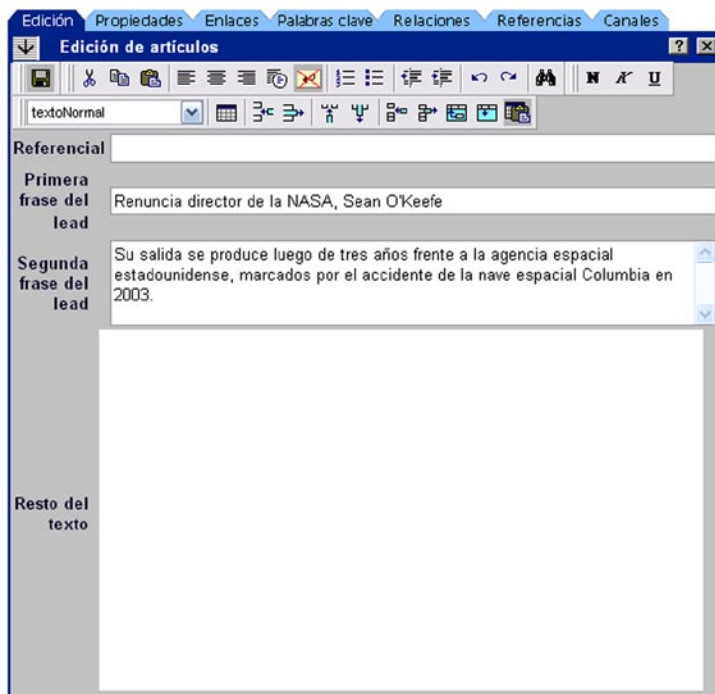 Edición Propiedades Enlaces Palabras clave Relaciones Referencias Canales
Edición de artículos
N K U
textoNormal
Referencial
Primera
frase del
lead
Renuncia director de la NASA, Sean O'Keefe
Segunda
frase del
lead
Su salida se produce luego de tres años frente a la agencia espacial
estadounidense, marcados por el accidente de la nave espacial Columbia en
2003.
Resto del
texto